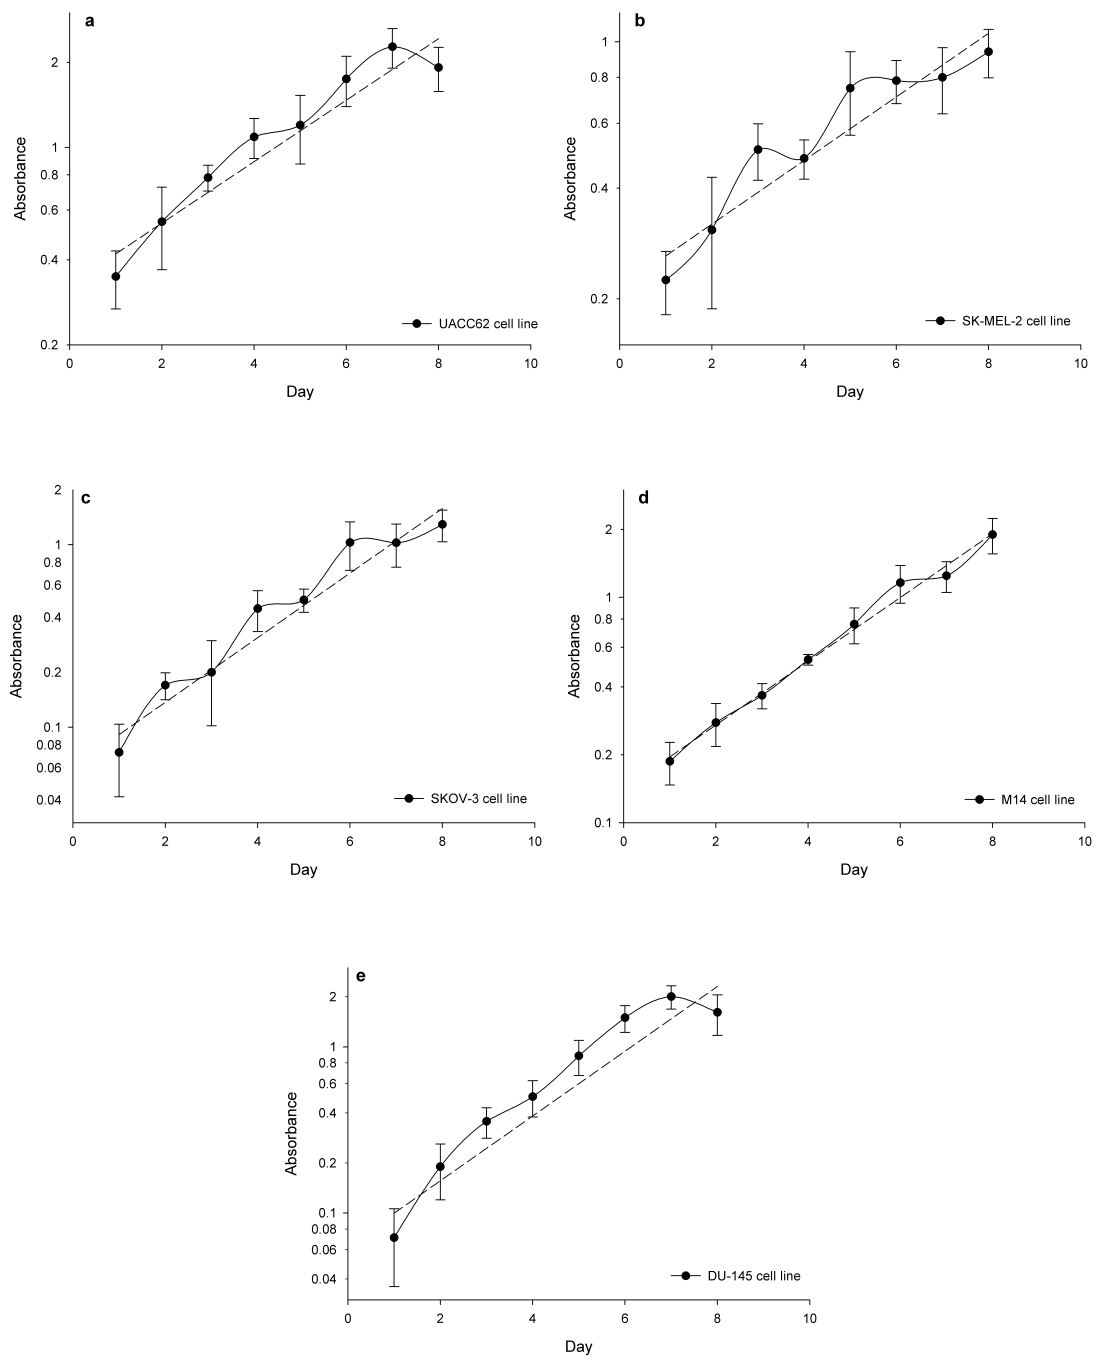 a
2
1
0.8
0.6
0.4
0.2
Absorbance
UACC62 cell line
0 2 4 6 8 10
Day
b
1
0.8
0.6
0.4
0.2
Absorbance
SK-MEL-2 cell line
0 2 4 6 8 10
Day
c
2
1
0.8
0.6
0.4
0.2
0.1
0.08
0.06
0.04
Absorbance
SKOV-3 cell line
0 2 4 6 8 10
Day
d
2
1
0.8
0.6
0.4
0.2
0.1
Absorbance
M14 cell line
0 2 4 6 8 10
Day
e
2
1
0.8
0.6
0.4
0.2
0.1
0.08
0.06
0.04
Absorbance
DU-145 cell line
0 2 4 6 8 10
Day